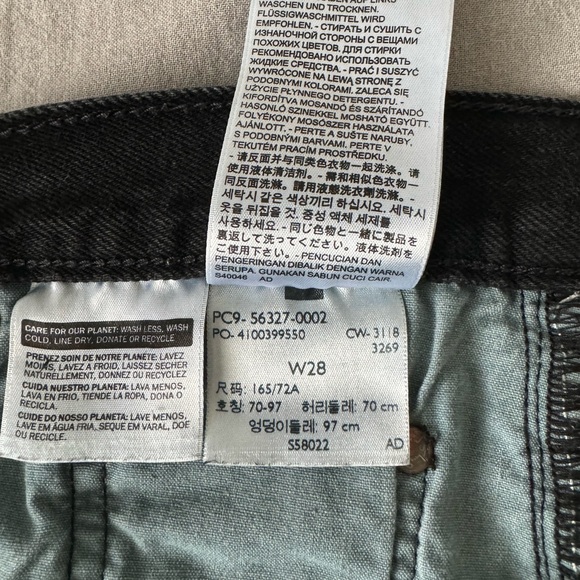 WASCHEN UND TROCKNEN.
FLÜSSIGWASCHMITTEL WIRD
EMPFOHLEN. - СТИРАТЬ И СУШИТЬ С
ИЗНАНОЧНОЙ СТОРОНЫ С ВЕЩАМИ
ПОХОЖИХ ЦВЕТОВ. ДЛЯ СТИРКИ
РЕКОМЕНДОВАНО ИСПОЛЬЗОВАТЬ
ЖИДКИЕ СРЕДСТВА. - PRAĆ I SUSZYĆ
WYWRÓCONE NA LEWĄ STRONĘ Z
PODOBNYMI KOLORAMI. ZALECA SIĘ
UŻYCIE PŁYNNEGO DETERGENTU. -
KIFORDÍTVA MOSANDÓ ÉS SZÁRÍTANDÓ
HASONLÓ SZINEKKEL MOSHATÓ EGYÜTT.
FOLYÉKONY MOSÓSZER HASZNÁLATA
AJÁNLOTT. - PERTE A SUŠTE NARUBY,
S PODOBNÝMI BARVAMI. PERTE V
TEKUTÉM PRACÍM PROSTŘEDKU. -
请反面并与同类色衣物一起洗涤。请
使用液体清洁剂。- 需和相似色衣物一
同反面洗滌。請用液態洗衣劑洗滌。-
세탁시 같은 색상끼리 하십시오. 세탁시
옷을 뒤집을 것. 중성 액체 세제를
사용하세요. - 同じ色物と一緒に製品を
裏返して洗ってください。液体洗剤を
ご使用下さい。- PENCUCIAN DAN
PENGERINGAN DIBALIK DENGAN WARNA
SERUPA. GUNAKAN SABUN CUCI CAIR.
S40046 AD
CARE FOR OUR PLANET: WASH LESS, WASH
COLD, LINE DRY, DONATE OR RECYCLE
PRENEZ SOIN DE NOTRE PLANÈTE: LAVEZ
MOINS, LAVEZ À FROID, LAISSEZ SÉCHER
NATURELLEMENT, DONNEZ OU RECYCLEZ
CUIDA NUESTRO PLANETA: LAVA MENOS,
LAVA EN FRÍO, TIENDE LA ROPA, DONA O
RECICLA
CUIDE DO NOSSO PLANETA: LAVE MENOS,
LAVE EM ÁGUA FRIA, SEQUE EM VARAL, DOE
OU RECICLE.
PC9- 56327-0002
PO- 4100399550 CW- 3118
3269
W28
尺码: 165/72A
호칭: 70-97 허리둘레: 70 cm
엉덩이둘레: 97 cm
S58022 AD